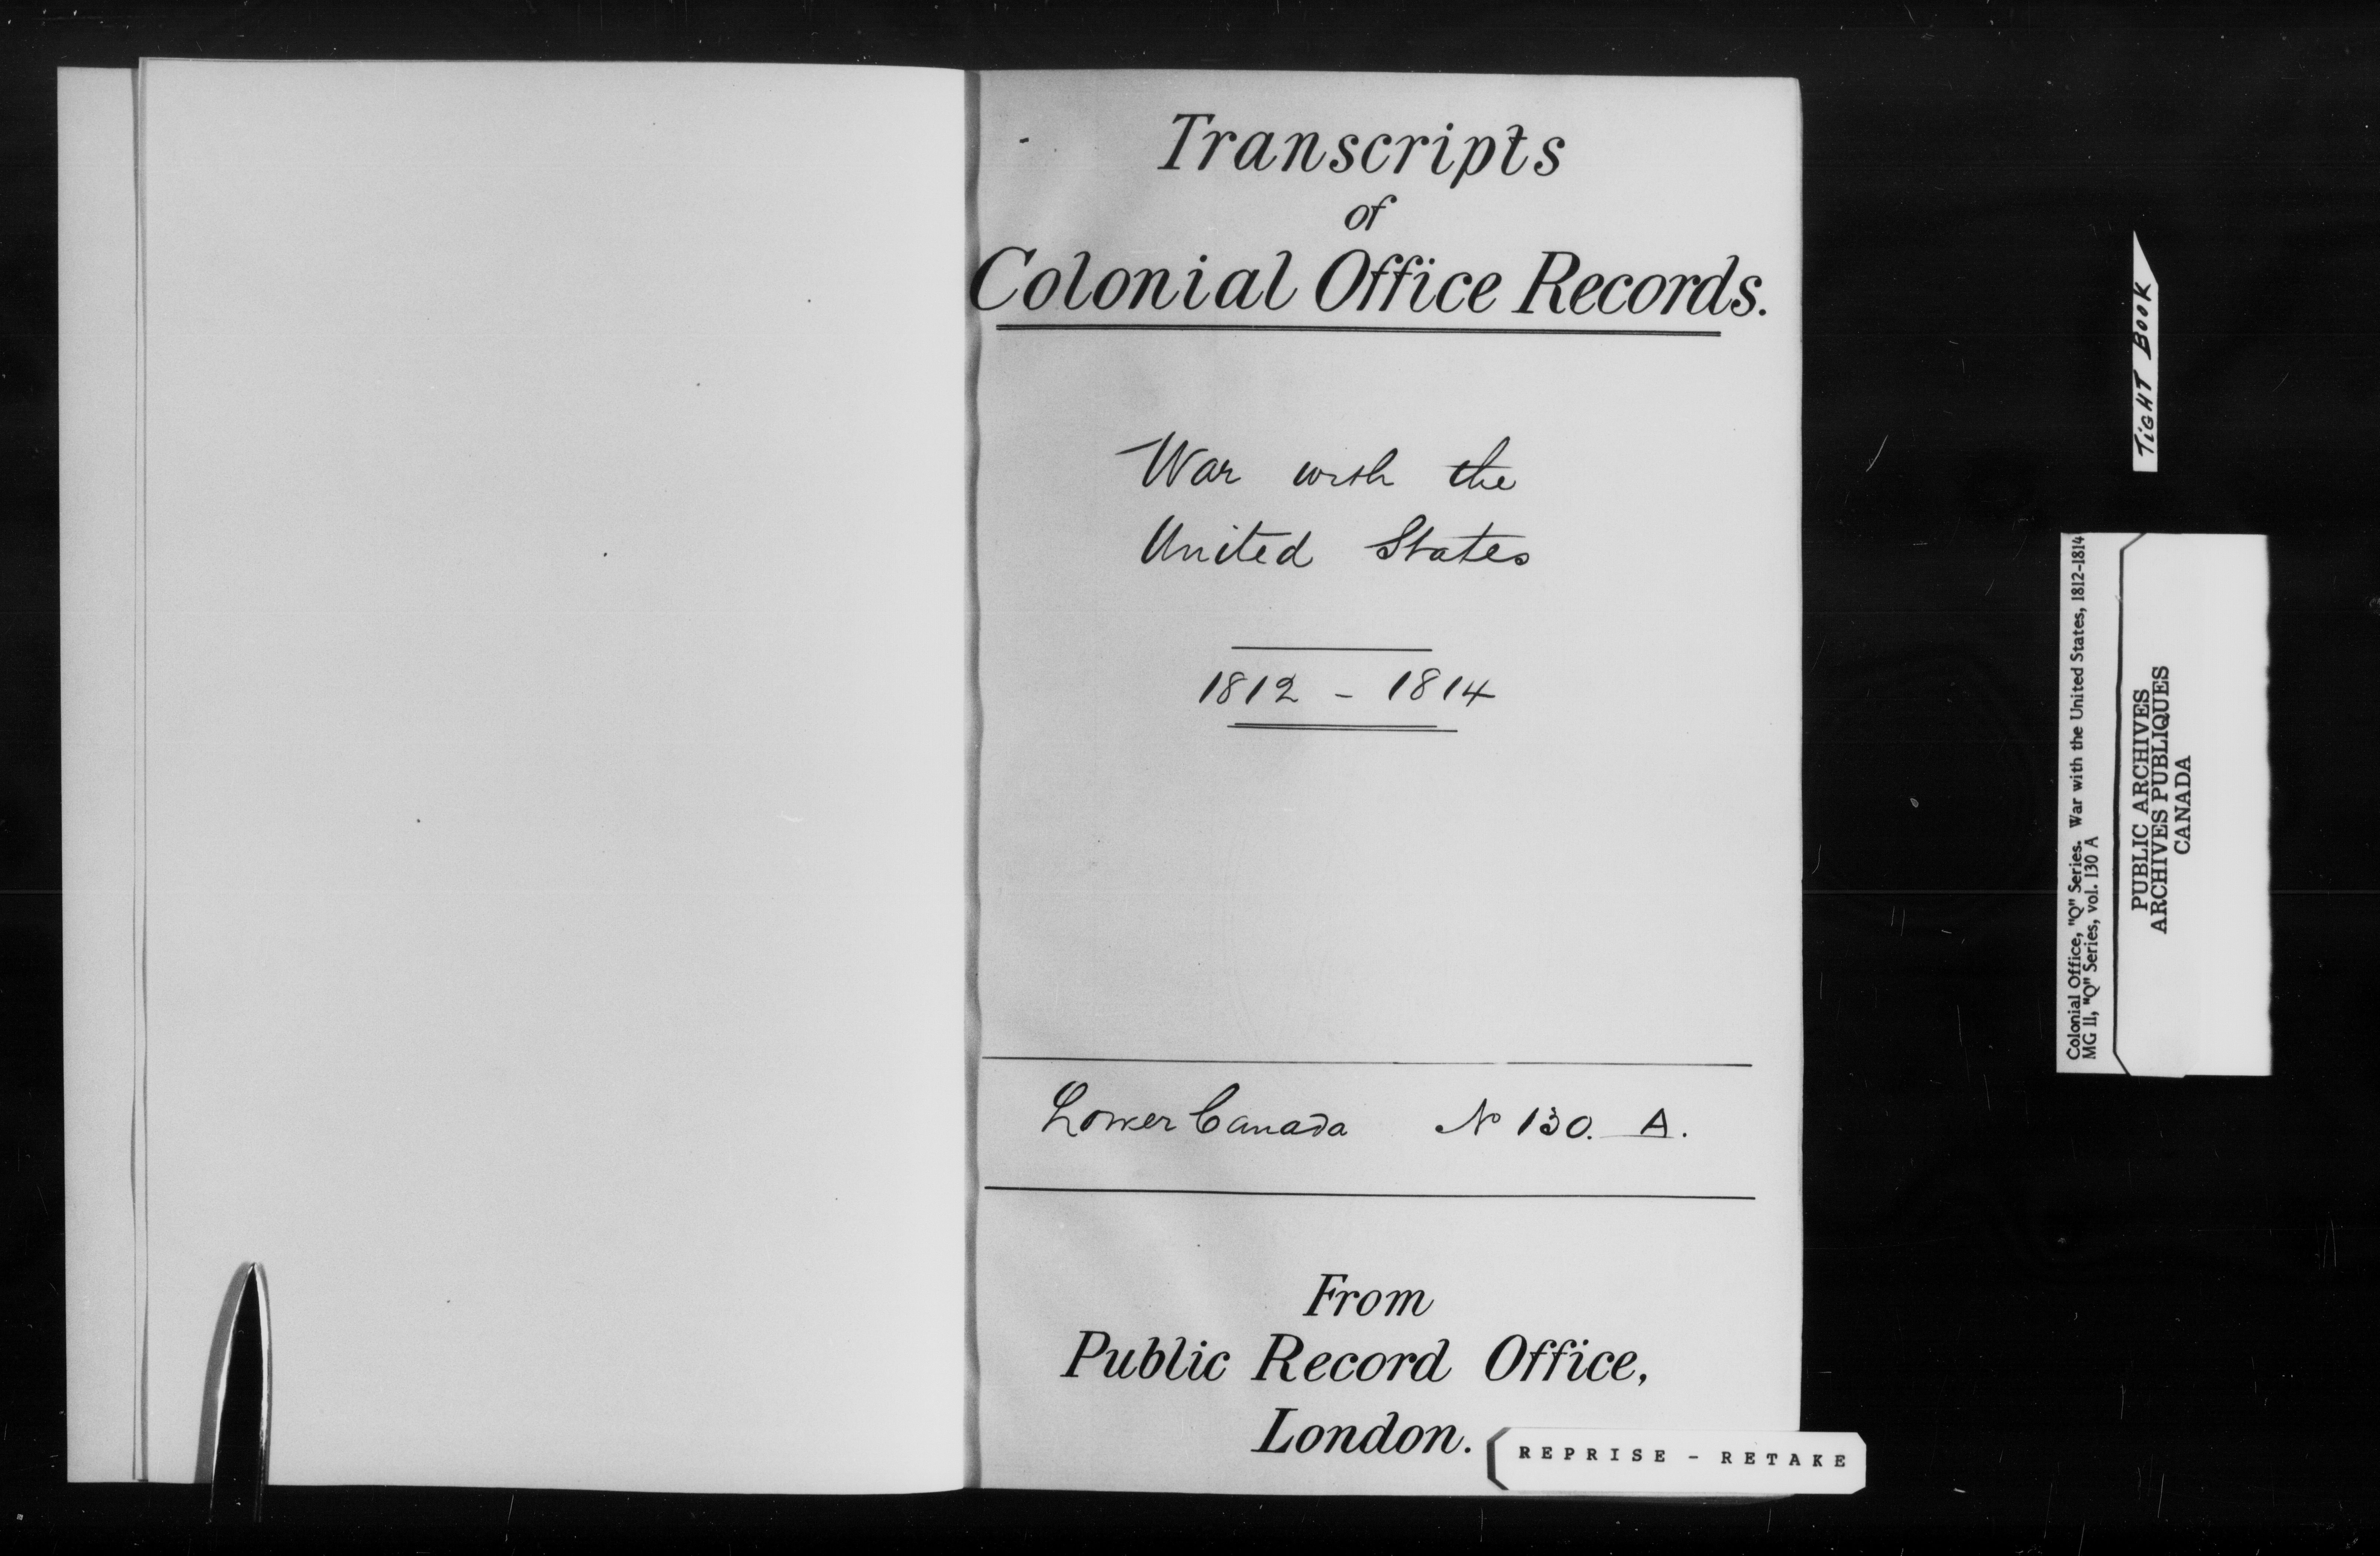 Transcripts
of
Colonial Office Records.
War with the
United States
1812 - 1814
Lower Canada No 130. A.
From
Public Record Office,
London.
REPRISE - RETAKE
TIGHT BOOK
Colonial Office, "Q" Series. War with the United States, 1812-1814
MG 11, "Q" Series, vol. 130 A
PUBLIC ARCHIVES
ARCHIVES PUBLIQUES
CANADA